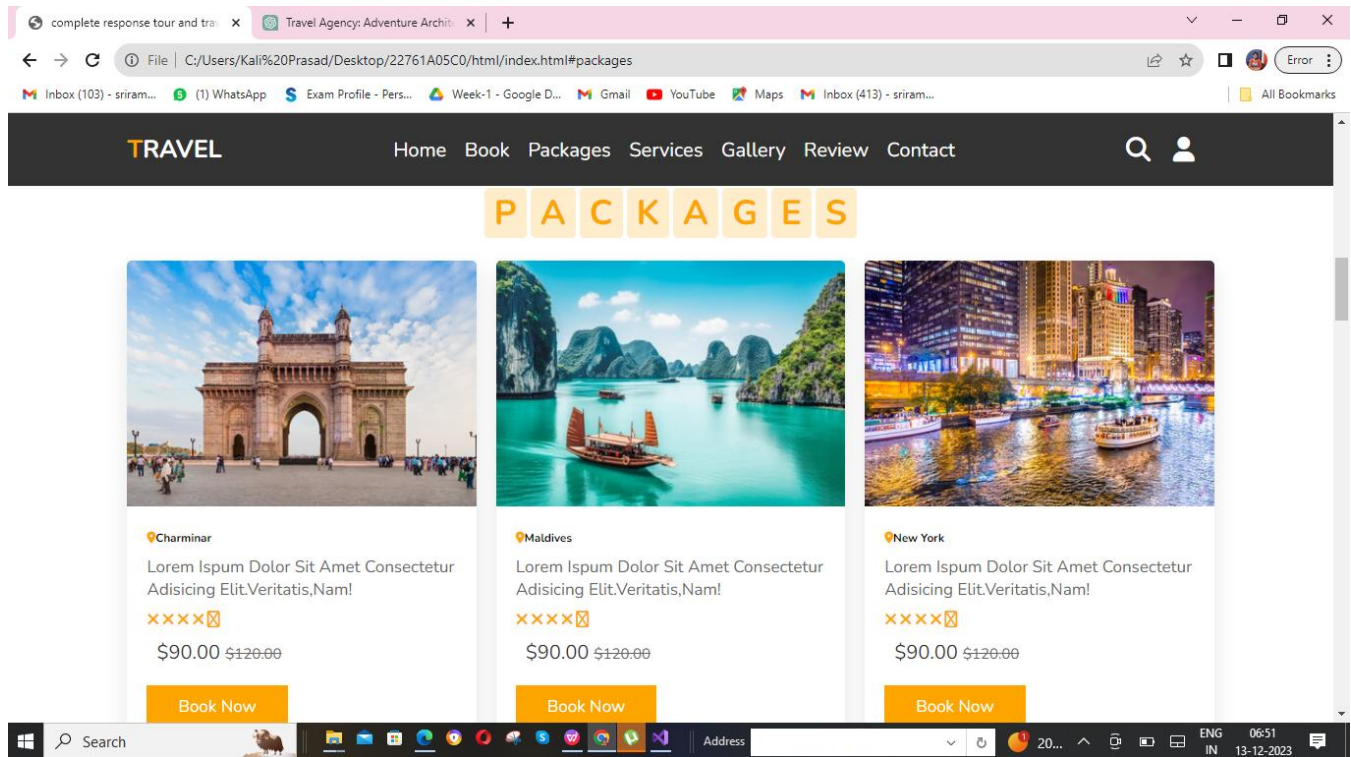 complete response tour and tra
Travel Agency: Adventure Archite
File C:/Users/Kali%20Prasad/Desktop/22761A05C0/html/index.html#packages
Error
Inbox (103) - sriram... (1) WhatsApp Exam Profile - Pers... Week-1 - Google D... Gmail YouTube Maps Inbox (413) - sriram... All Bookmarks
TRAVEL Home Book Packages Services Gallery Review Contact
PACKAGES
Charminar
Lorem Ispum Dolor Sit Amet Consectetur
Adisicing Elit.Veritatis,Nam!
$90.00 $120.00
Book Now
Maldives
Lorem Ispum Dolor Sit Amet Consectetur
Adisicing Elit.Veritatis,Nam!
$90.00 $120.00
Book Now
New York
Lorem Ispum Dolor Sit Amet Consectetur
Adisicing Elit.Veritatis,Nam!
$90.00 $120.00
Book Now
Search Address 20... ENG 06:51
IN 13-12-2023